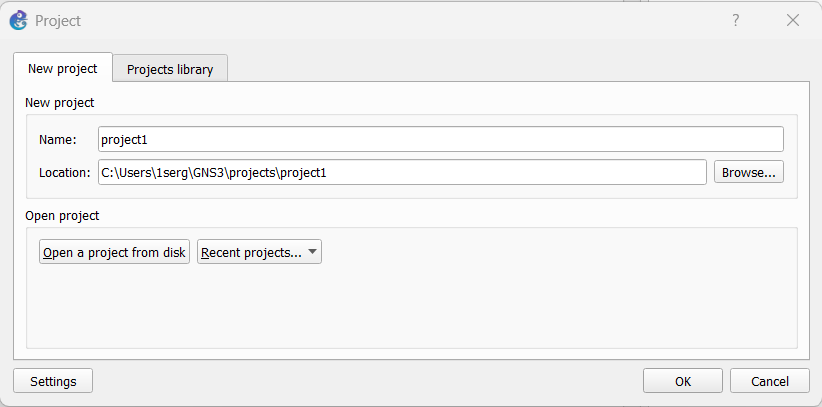 Project
?
New project Projects library
New project
Name: project1
Location: C:\Users\1serg\GNS3\projects\project1 Browse...
Open project
Open a project from disk Recent projects...
Settings OK Cancel